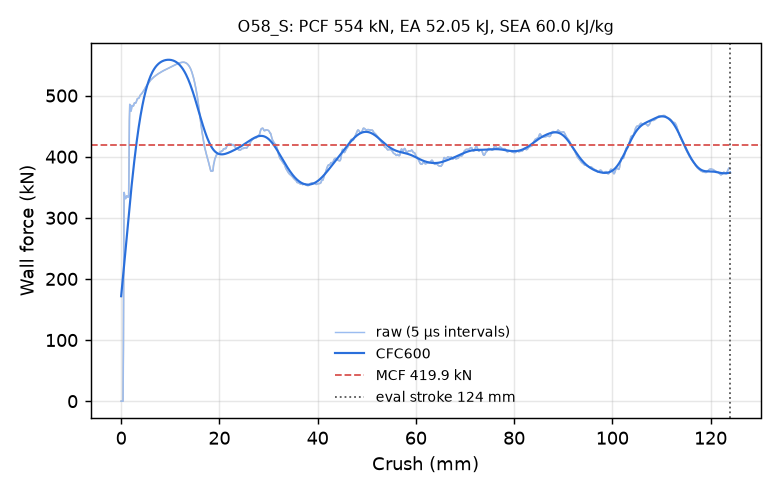 O58_S: PCF 554 kN, EA 52.05 kJ, SEA 60.0 kJ/kg
Wall force (kN)
500
400
300
200
100
0
raw (5 µs intervals)
CFC600
MCF 419.9 kN
eval stroke 124 mm
0 20 40 60 80 100 120
Crush (mm)